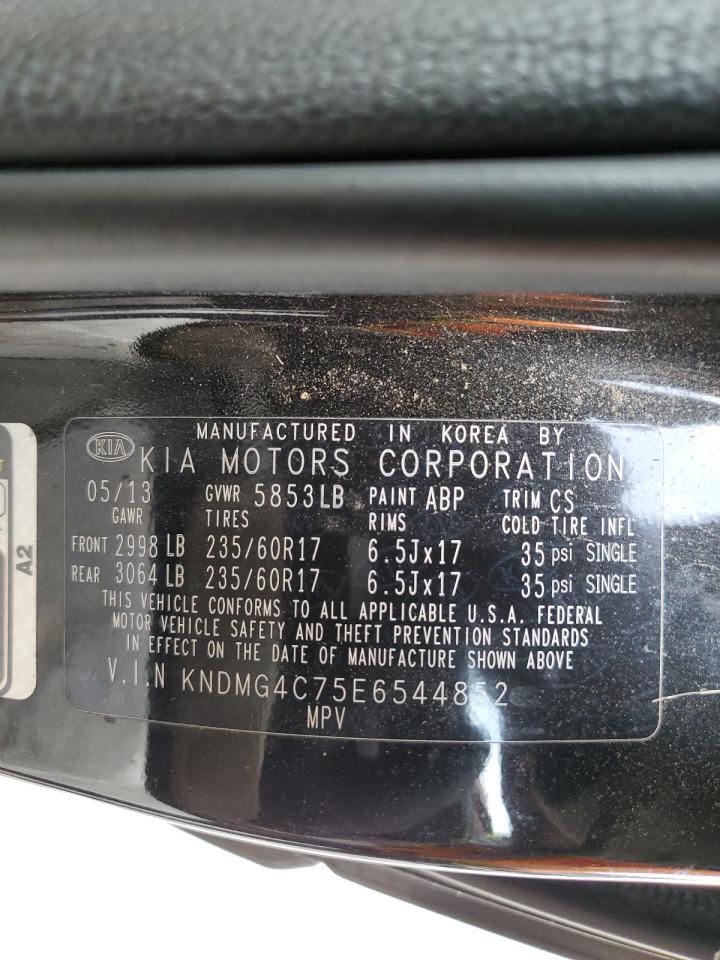 MANUFACTURED IN KOREA BY
KIA KIA MOTORS CORPORATION
05/13 GVWR 5853LB PAINT ABP TRIM CS
GAWR TIRES RIMS COLD TIRE INFL
FRONT 2998 LB 235/60R17 6.5Jx17 35 psi SINGLE
REAR 3064 LB 235/60R17 6.5Jx17 35 psi SINGLE
THIS VEHICLE CONFORMS TO ALL APPLICABLE U.S.A. FEDERAL
MOTOR VEHICLE SAFETY AND THEFT PREVENTION STANDARDS
IN EFFECT ON THE DATE OF MANUFACTURE SHOWN ABOVE
V.I.N KNDMG4C75E6544852
MPV
A2